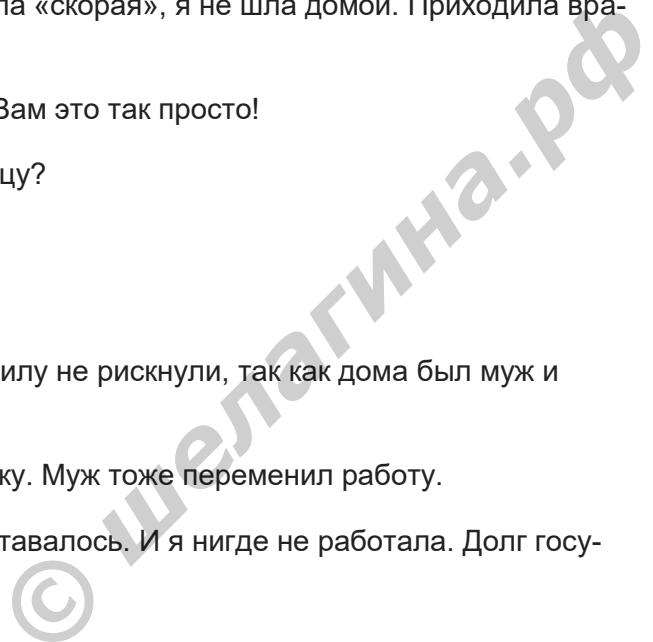 ла «скорая», я не шла домой. Приходила вра-
Вам это так просто!
цу?
илу не рискнули, так как дома был муж и
ку. Муж тоже переменил работу.
тавалось. И я нигде не работала. Долг госу-
© шелагина.рф